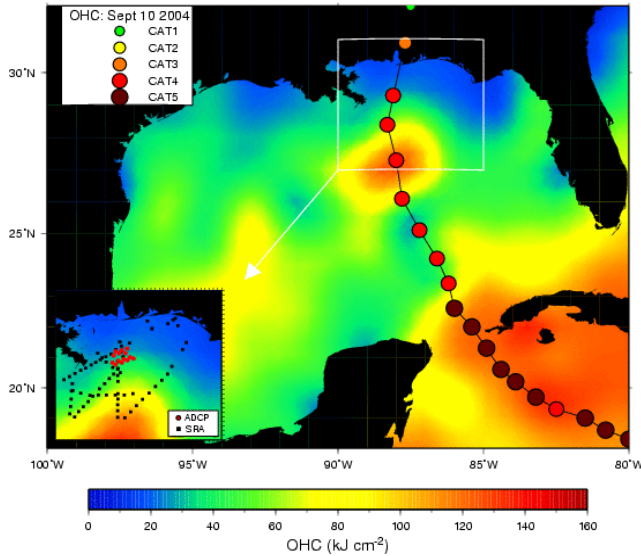 OHC: Sept 10 2004
CAT1
CAT2
CAT3
CAT4
CAT5
30°N
25°N
20°N
ADCP
SRA
100°W 95°W 90°W 85°W 80°W
0 20 40 60 80 100 120 140 160
OHC (kJ cm⁻²)